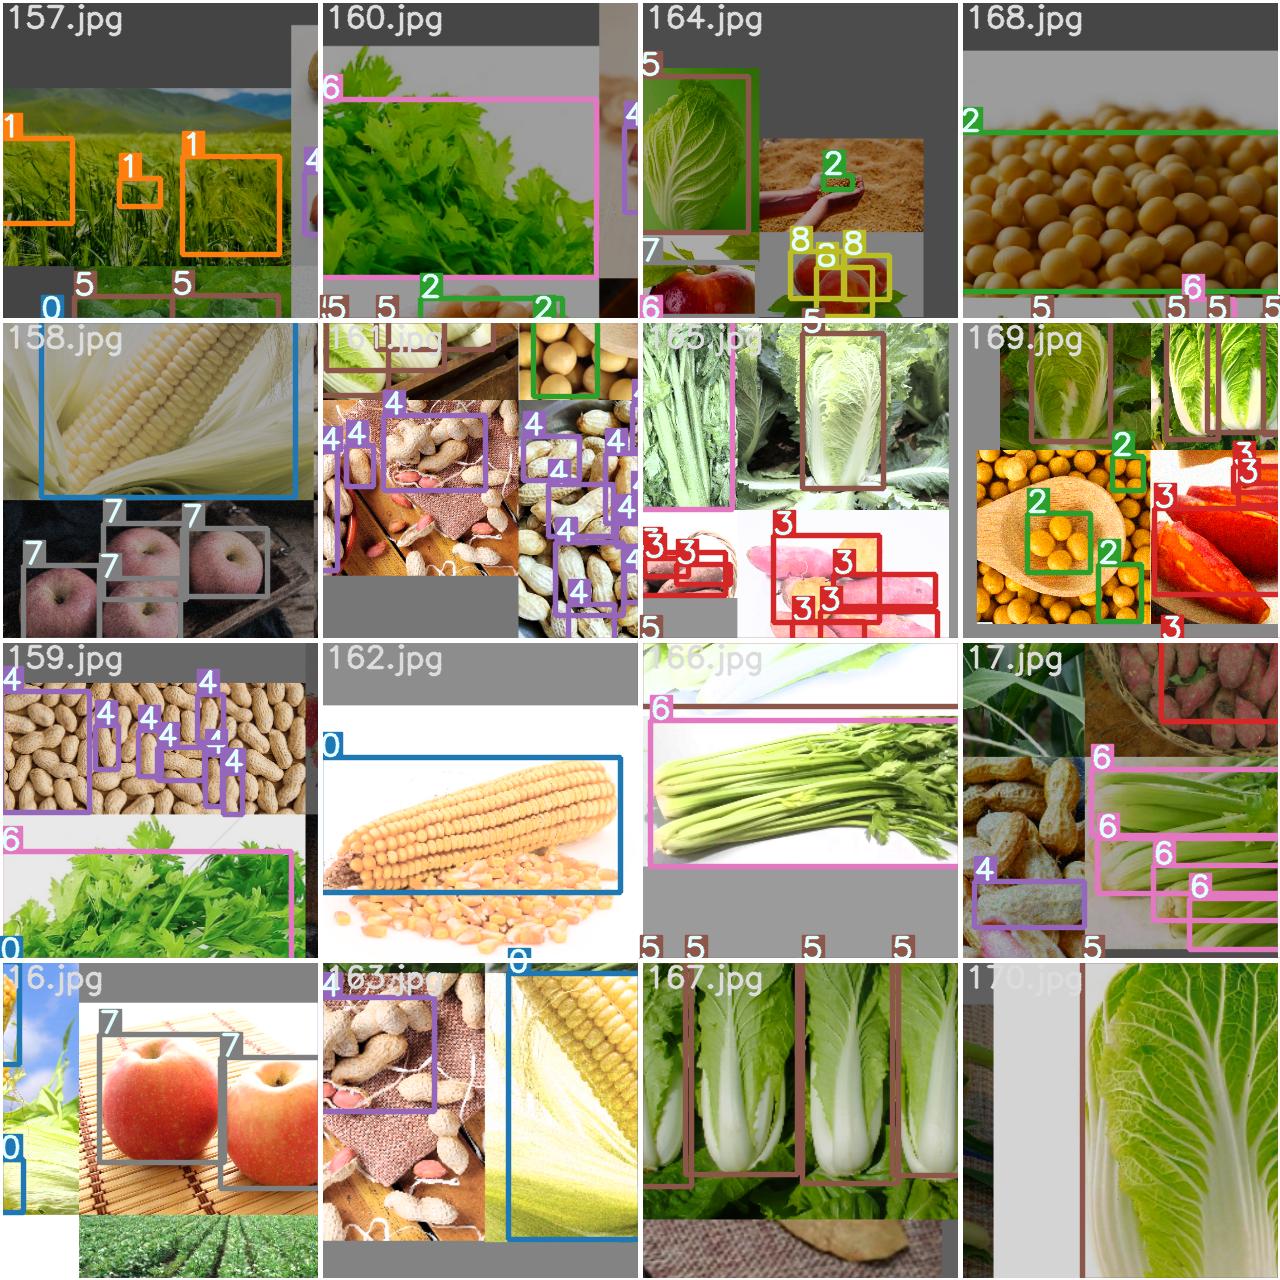 157.jpg 160.jpg 164.jpg 168.jpg
1 1 1 4 5 5 0
6 4 5 5 2 2
5 2 7 8 8 8 6
2 6 5 5 5 5
158.jpg 161.jpg 165.jpg 169.jpg
7 7 7 7
4 4 4 4 4 4 4 4 4 4
5 3 3 3 3 3 5
2 2 2 3 3 3 3
159.jpg 162.jpg 166.jpg 17.jpg
4 4 4 4 4 4 4 6 0
0
6 5 5 5 5
6 6 6 6 4 5
16.jpg 163.jpg 167.jpg 170.jpg
7 7 0
4 0